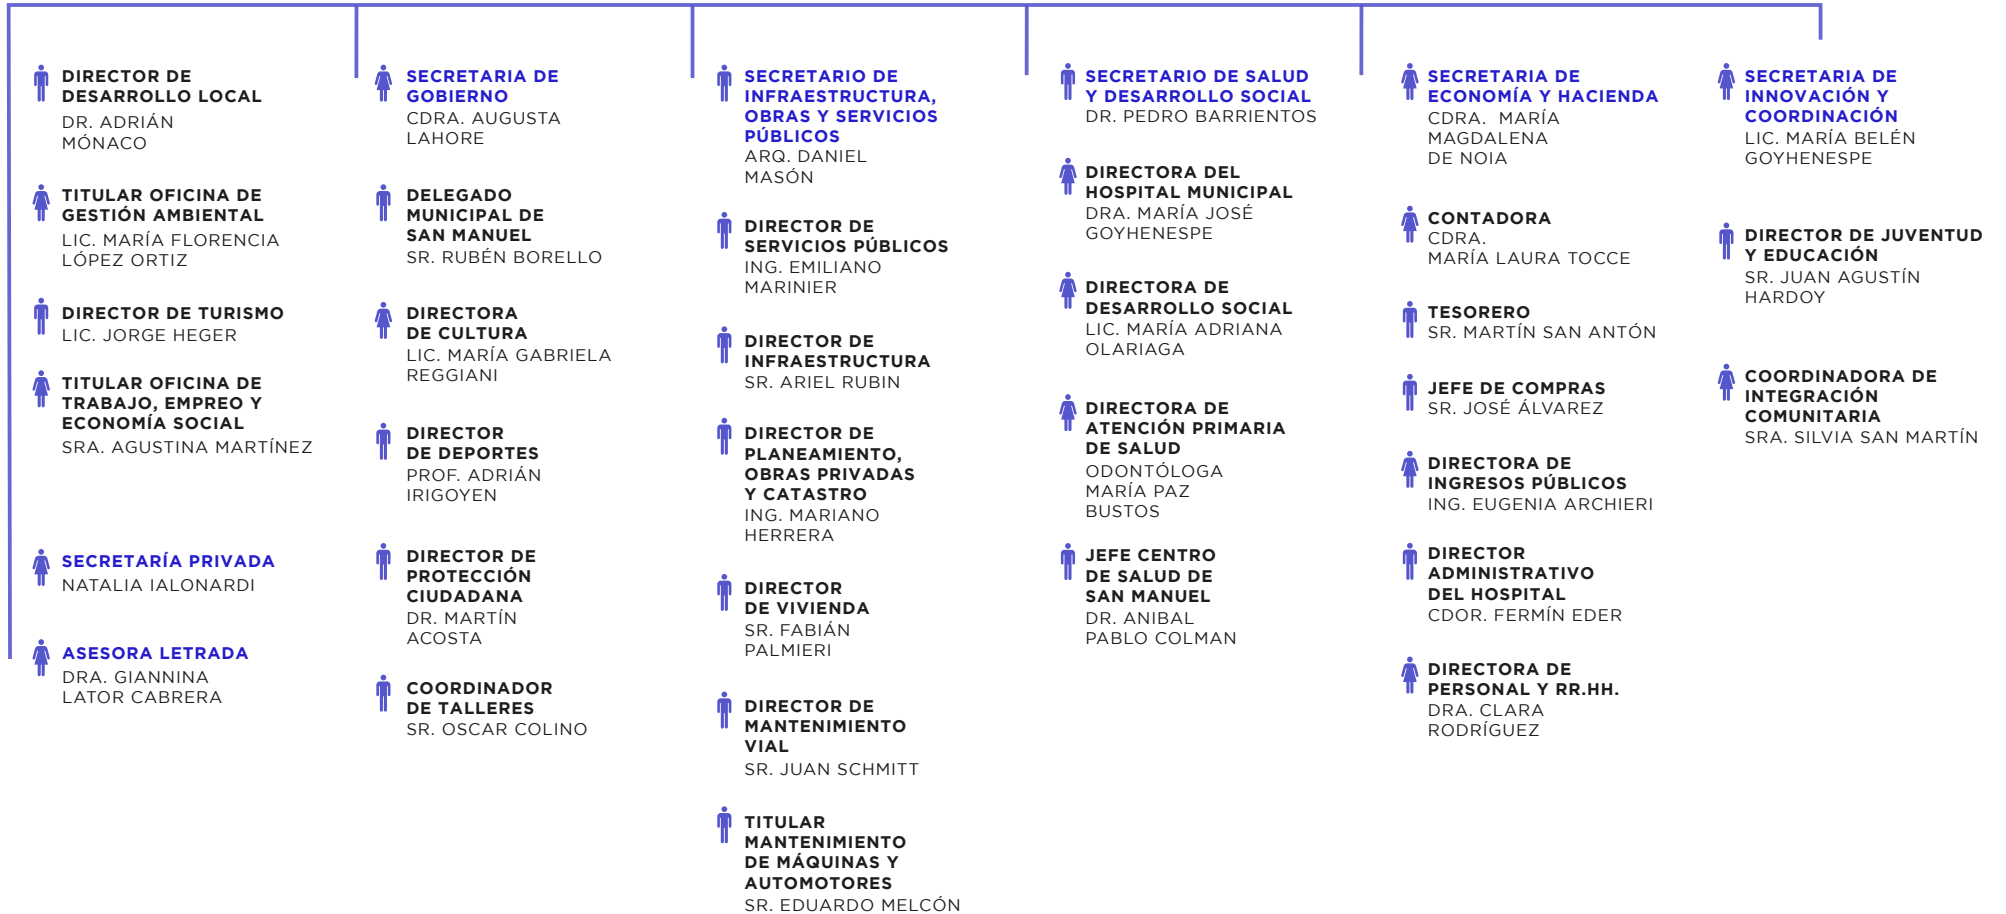 DIRECTOR DE
DESARROLLO LOCAL
DR. ADRIÁN
MÓNACO
TITULAR OFICINA DE
GESTIÓN AMBIENTAL
LIC. MARÍA FLORENCIA
LÓPEZ ORTIZ
DIRECTOR DE TURISMO
LIC. JORGE HEGER
TITULAR OFICINA DE
TRABAJO, EMPREO Y
ECONOMÍA SOCIAL
SRA. AGUSTINA MARTÍNEZ
SECRETARÍA PRIVADA
NATALIA IALONARDI
ASESORA LETRADA
DRA. GIANNINA
LATOR CABRERA
SECRETARIA DE
GOBIERNO
CDRA. AUGUSTA
LAHORE
DELEGADO
MUNICIPAL DE
SAN MANUEL
SR. RUBÉN BORELLO
DIRECTORA
DE CULTURA
LIC. MARÍA GABRIELA
REGGIANI
DIRECTOR
DE DEPORTES
PROF. ADRIÁN
IRIGOYEN
DIRECTOR DE
PROTECCIÓN
CIUDADANA
DR. MARTÍN
ACOSTA
COORDINADOR
DE TALLERES
SR. OSCAR COLINO
SECRETARIO DE
INFRAESTRUCTURA,
OBRAS Y SERVICIOS
PÚBLICOS
ARQ. DANIEL
MASÓN
DIRECTOR DE
SERVICIOS PÚBLICOS
ING. EMILIANO
MARINIER
DIRECTOR DE
INFRAESTRUCTURA
SR. ARIEL RUBIN
DIRECTOR DE
PLANEAMIENTO,
OBRAS PRIVADAS
Y CATASTRO
ING. MARIANO
HERRERA
DIRECTOR
DE VIVIENDA
SR. FABIÁN
PALMIERI
DIRECTOR DE
MANTENIMIENTO
VIAL
SR. JUAN SCHMITT
TITULAR
MANTENIMIENTO
DE MÁQUINAS Y
AUTOMOTORES
SR. EDUARDO MELCÓN
SECRETARIO DE SALUD
Y DESARROLLO SOCIAL
DR. PEDRO BARRIENTOS
DIRECTORA DEL
HOSPITAL MUNICIPAL
DRA. MARÍA JOSÉ
GOYHENESPE
DIRECTORA DE
DESARROLLO SOCIAL
LIC. MARÍA ADRIANA
OLARIAGA
DIRECTORA DE
ATENCIÓN PRIMARIA
DE SALUD
ODONTÓLOGA
MARÍA PAZ
BUSTOS
JEFE CENTRO
DE SALUD DE
SAN MANUEL
DR. ANIBAL
PABLO COLMAN
SECRETARIA DE
ECONOMÍA Y HACIENDA
CDRA. MARÍA
MAGDALENA
DE NOIA
CONTADORA
CDRA.
MARÍA LAURA TOCCE
TESORERO
SR. MARTÍN SAN ANTÓN
JEFE DE COMPRAS
SR. JOSÉ ÁLVAREZ
DIRECTORA DE
INGRESOS PÚBLICOS
ING. EUGENIA ARCHIERI
DIRECTOR
ADMINISTRATIVO
DEL HOSPITAL
CDOR. FERMÍN EDER
DIRECTORA DE
PERSONAL Y RR.HH.
DRA. CLARA
RODRÍGUEZ
SECRETARIA DE
INNOVACIÓN Y
COORDINACIÓN
LIC. MARÍA BELÉN
GOYHENESPE
DIRECTOR DE JUVENTUD
Y EDUCACIÓN
SR. JUAN AGUSTÍN
HARDOY
COORDINADORA DE
INTEGRACIÓN
COMUNITARIA
SRA. SILVIA SAN MARTÍN